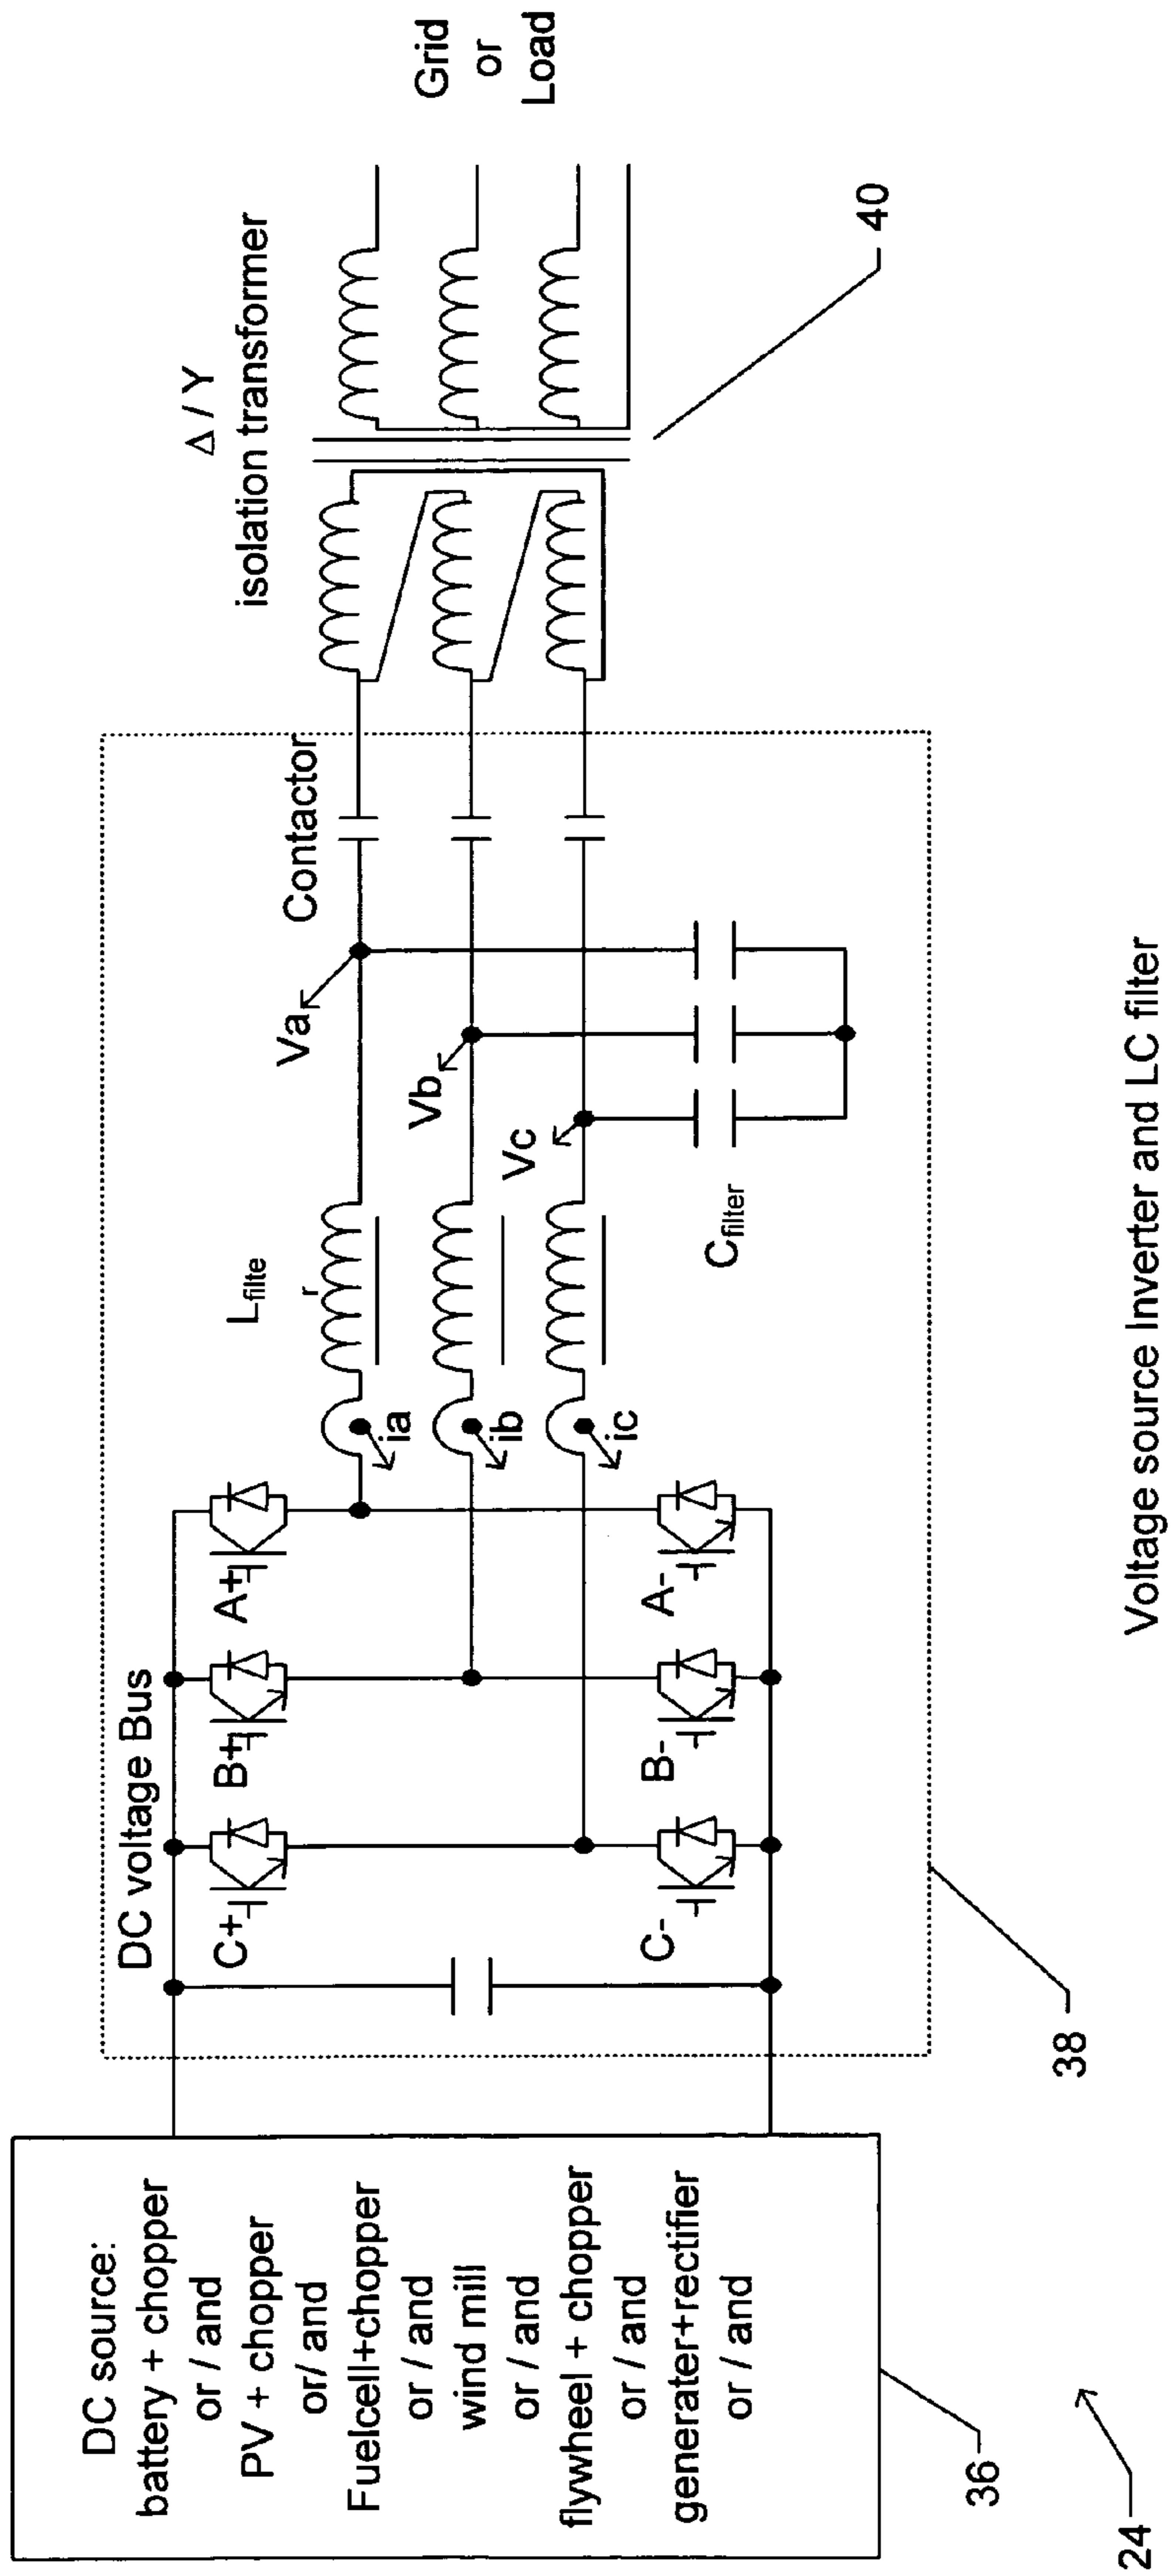 DC source:
battery + chopper
or / and
PV + chopper
or/ and
Fuelcell+chopper
or / and
wind mill
or / and
flywheel + chopper
or / and
generater+rectifier
or / and
36
24
38
DC voltage Bus
C+
B+
A+
C-
B-
A-
ia
ib
ic
Lfilte
r
Cfilter
Va
Vb
Vc
Contactor
Δ / Y
isolation transformer
40
Grid
or
Load
Voltage source Inverter and LC filter